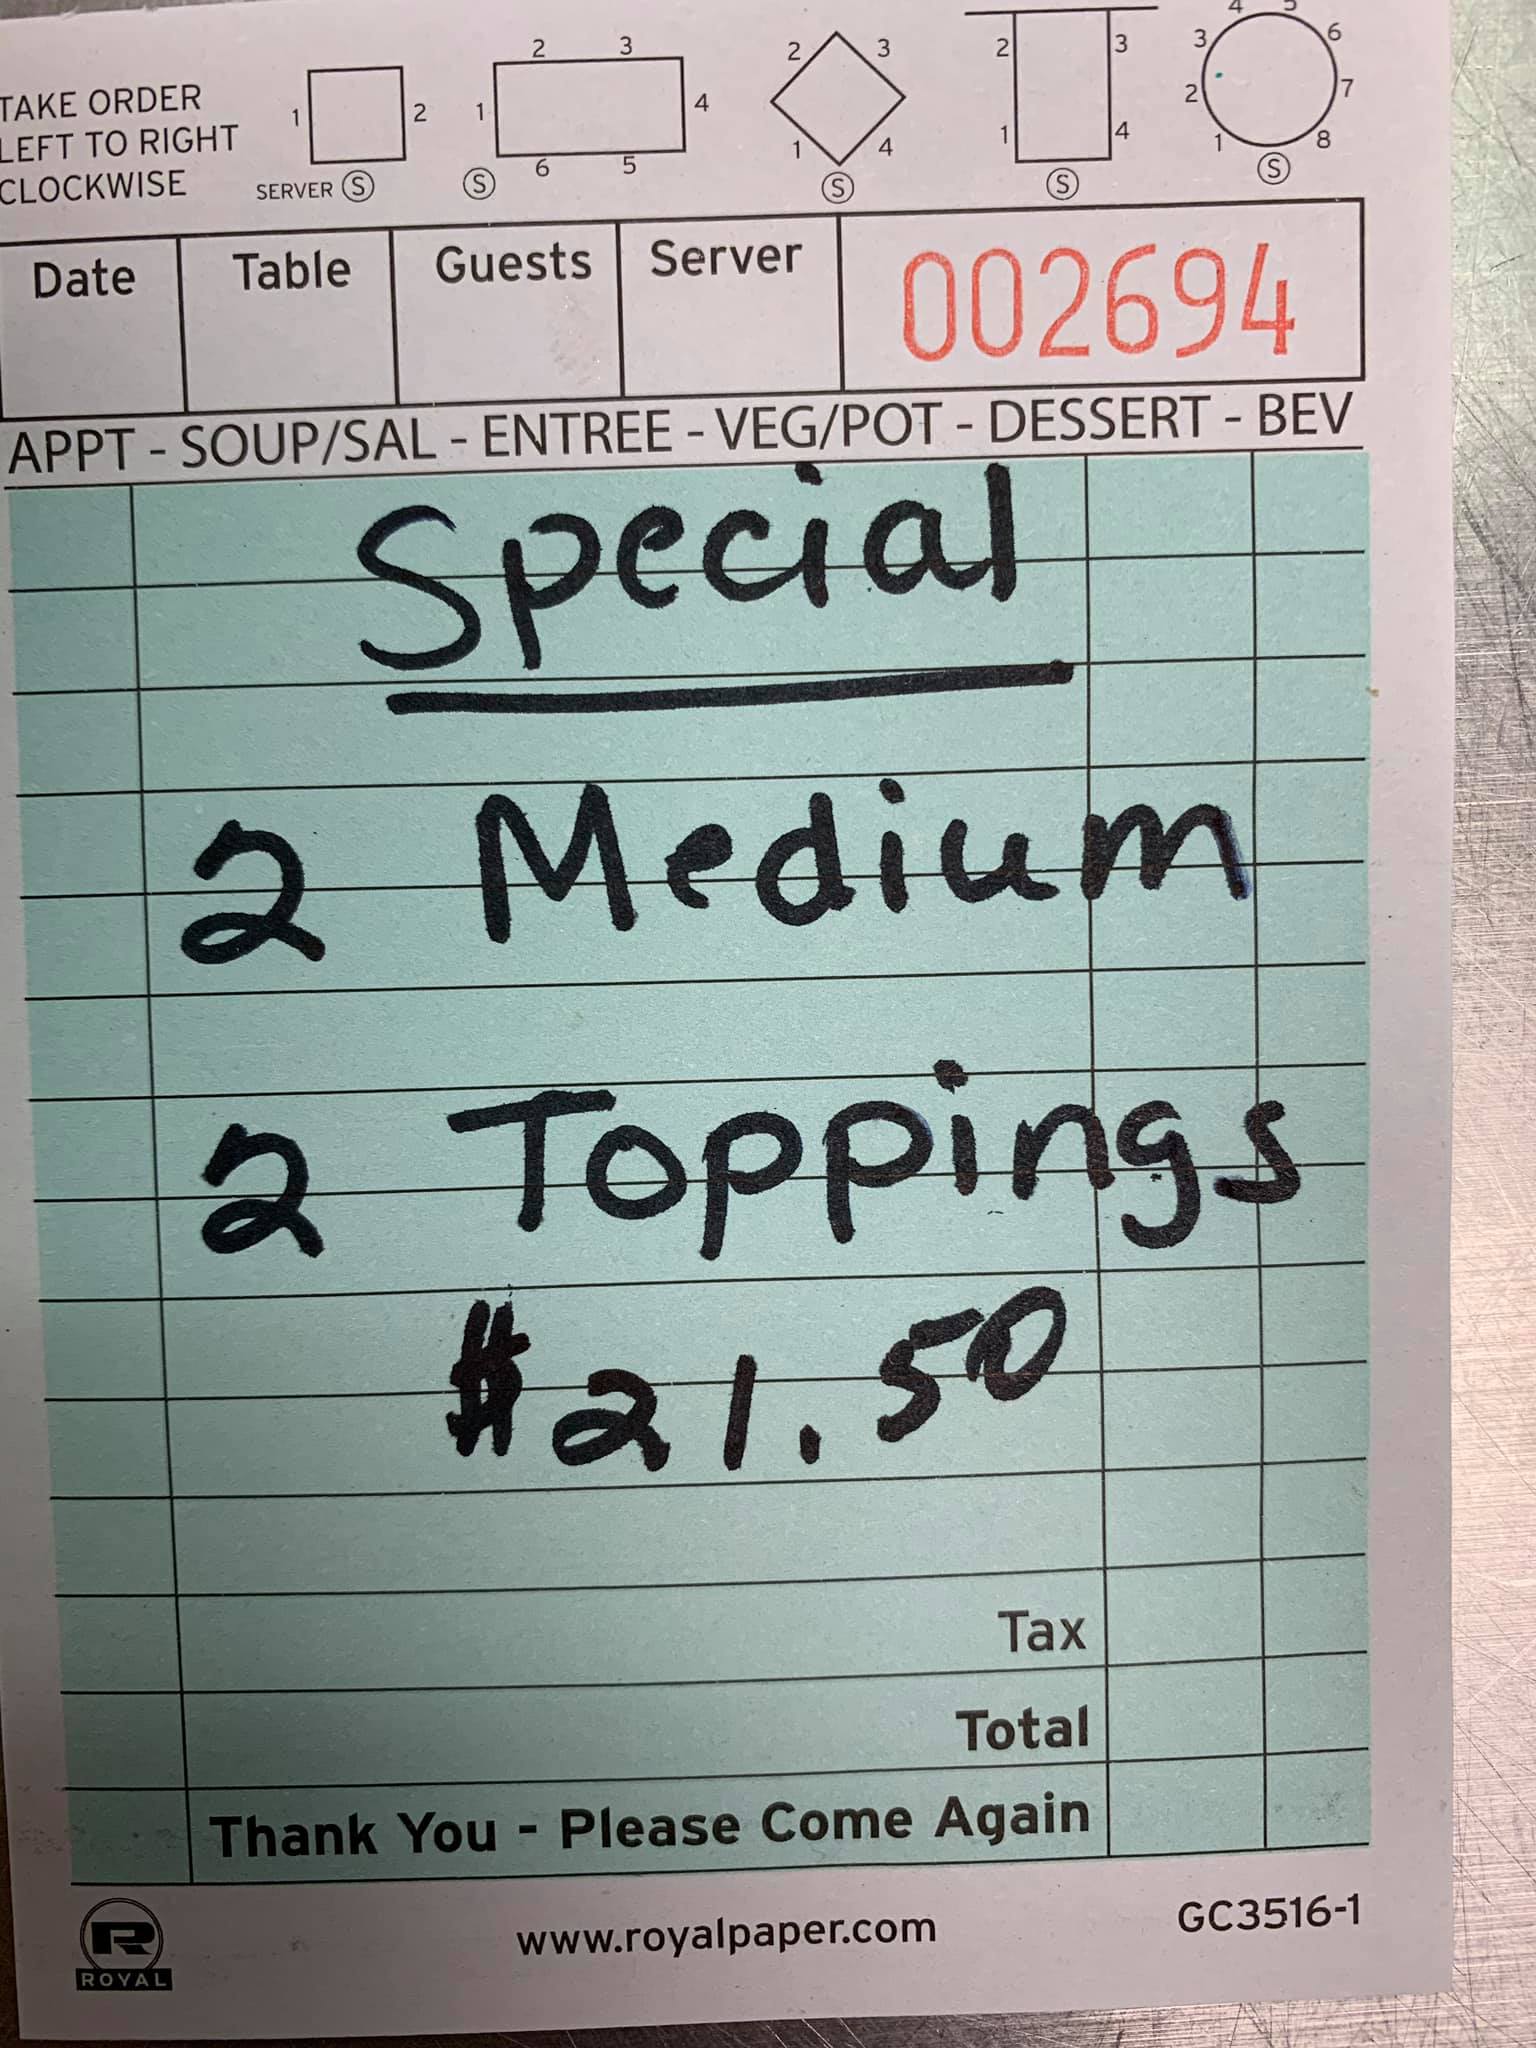 2 3 2 3 2 3 4 5
TAKE ORDER 1 2 1 4 3 6
LEFT TO RIGHT 2 7
CLOCKWISE 6 5 1 4 1 4 1 8
SERVER S S S S S
Date Table Guests Server 002694
APPT - SOUP/SAL - ENTREE - VEG/POT - DESSERT - BEV
Special
2 Medium
2 Toppings
$21.50
Tax
Total
Thank You - Please Come Again
R
ROYAL www.royalpaper.com GC3516-1